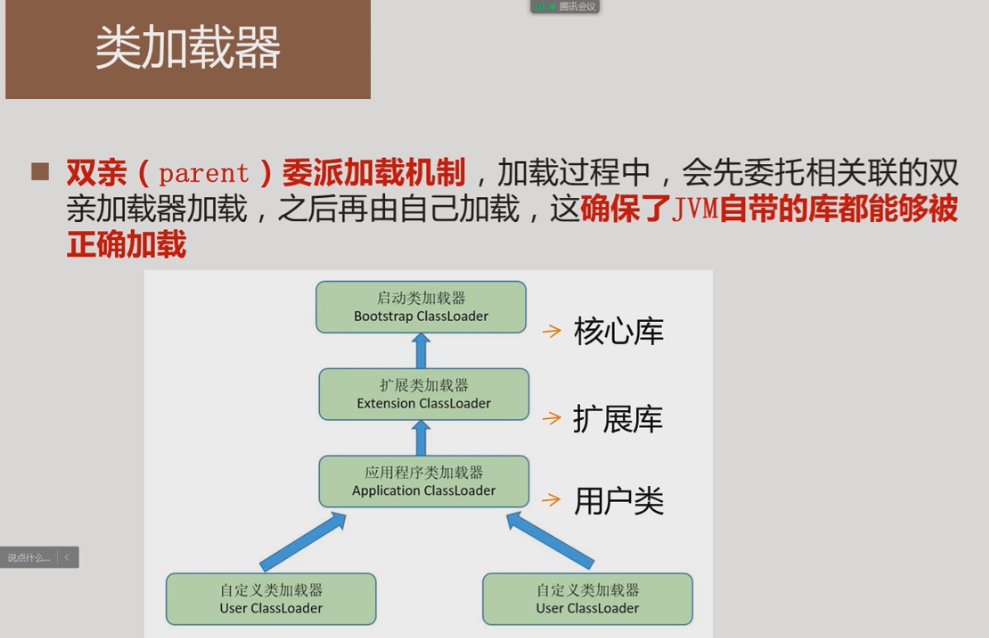 腾讯会议
类加载器
双亲（parent）委派加载机制，加载过程中，会先委托相关联的双
亲加载器加载，之后再由自己加载，这确保了JVM自带的库都能够被
正确加载
启动类加载器
Bootstrap ClassLoader
核心库
扩展类加载器
Extension ClassLoader
扩展库
应用程序类加载器
Application ClassLoader
用户类
说点什么...
自定义类加载器
User ClassLoader
自定义类加载器
User ClassLoader